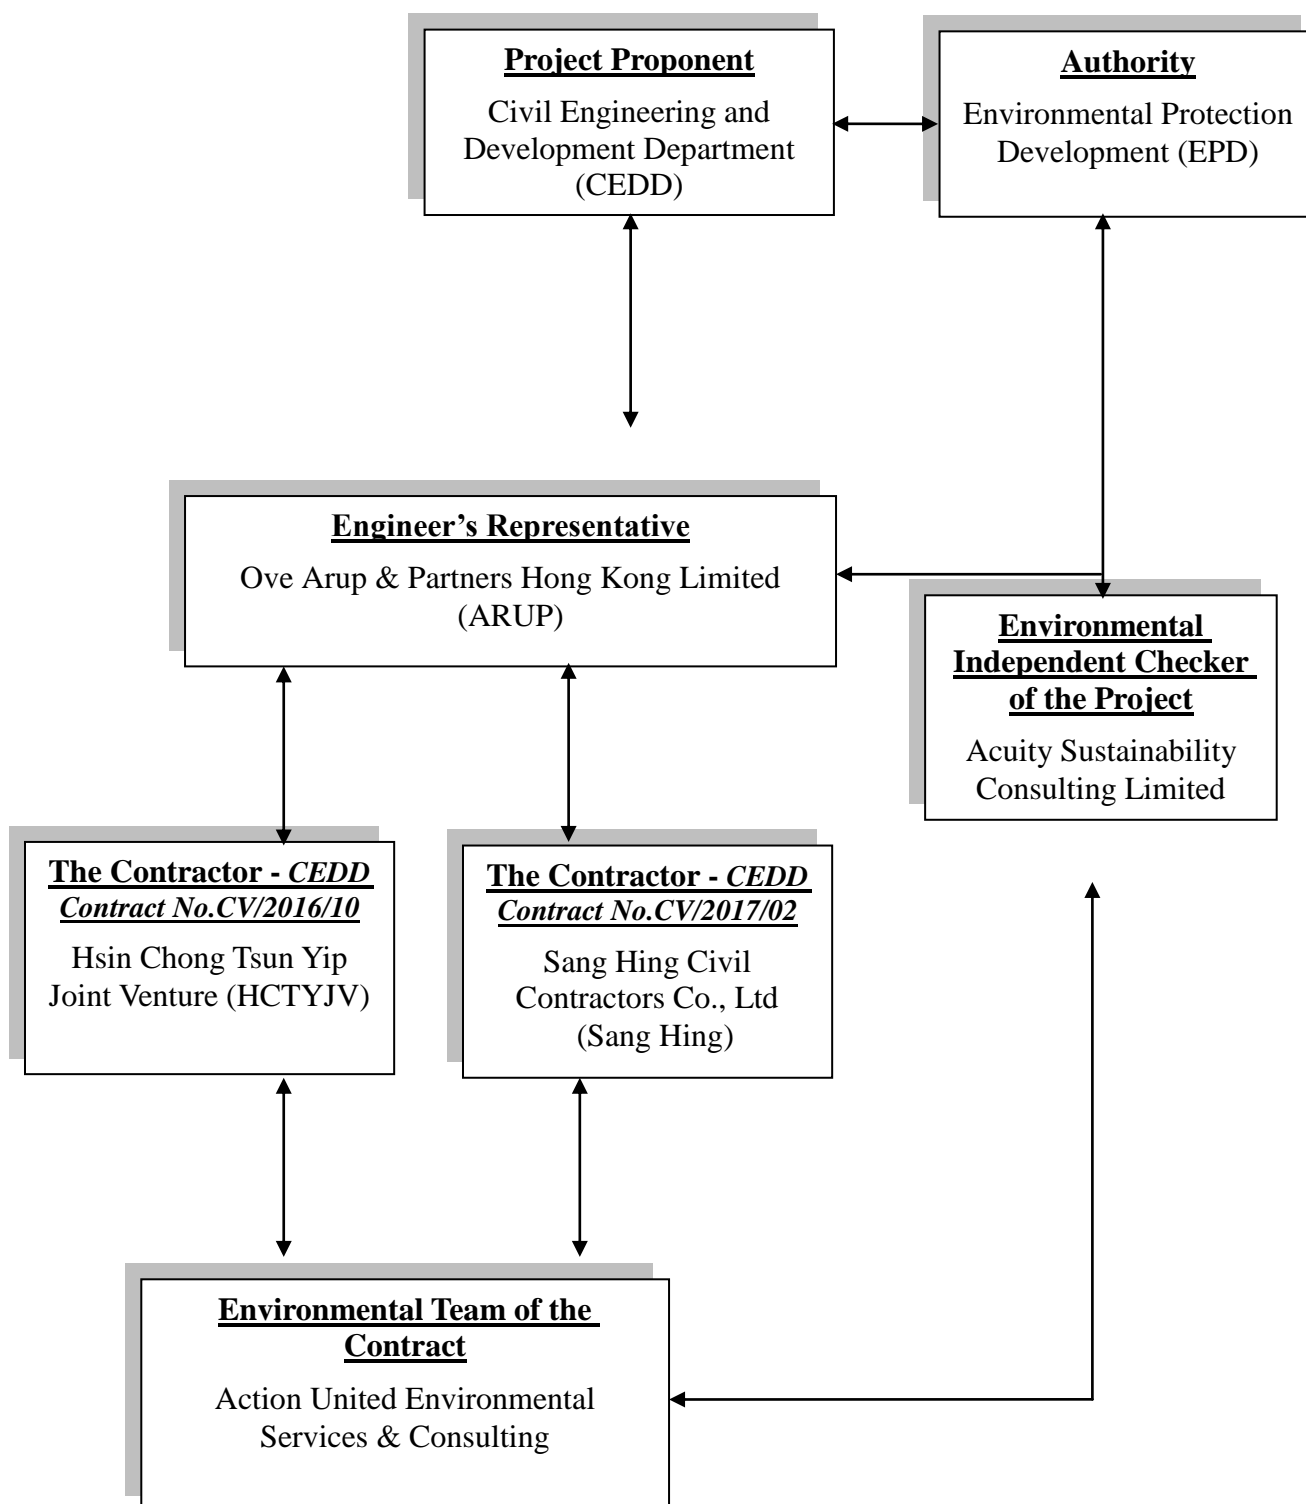 Project Proponent
Civil Engineering and
Development Department
(CEDD)
Authority
Environmental Protection
Development (EPD)
Engineer’s Representative
Ove Arup & Partners Hong Kong Limited
(ARUP)
Environmental
Independent Checker
of the Project
Acuity Sustainability
Consulting Limited
The Contractor - CEDD
Contract No.CV/2016/10
Hsin Chong Tsun Yip
Joint Venture (HCTYJV)
The Contractor - CEDD
Contract No.CV/2017/02
Sang Hing Civil
Contractors Co., Ltd
(Sang Hing)
Environmental Team of the
Contract
Action United Environmental
Services & Consulting